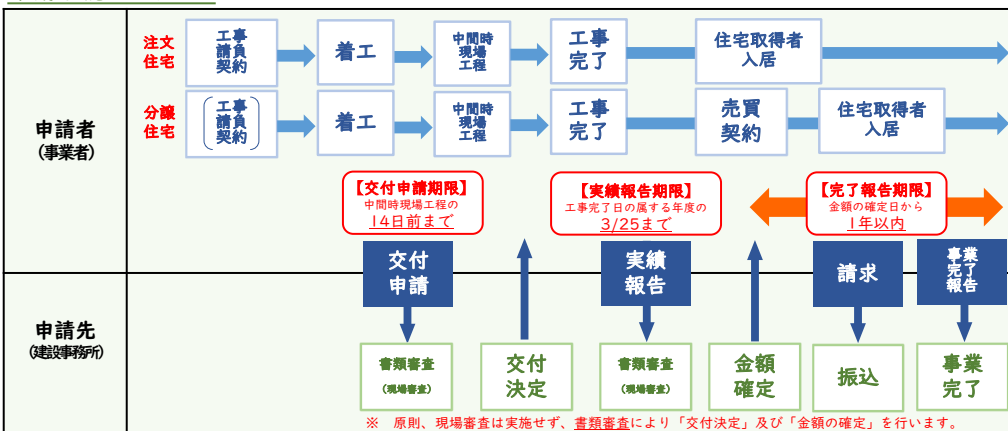 申請者
(事業者)
注文
住宅
工事
請負
契約
着工
中間時
現場
工程
工事
完了
住宅取得者
入居
分譲
住宅
工事
請負
契約
着工
中間時
現場
工程
工事
完了
売買
契約
住宅取得者
入居
【交付申請期限】
中間時現場工程の
14日前まで
【実績報告期限】
工事完了日の属する年度の
3/25まで
【完了報告期限】
金額の確定日から
1年以内
交付
申請
実績
報告
請求
事業
完了
報告
申請先
(建設事務所)
書類審査
(現場審査)
交付
決定
書類審査
(現場審査)
金額
確定
振込
事業
完了
※ 原則、現場審査は実施せず、書類審査により「交付決定」及び「金額の確定」を行います。